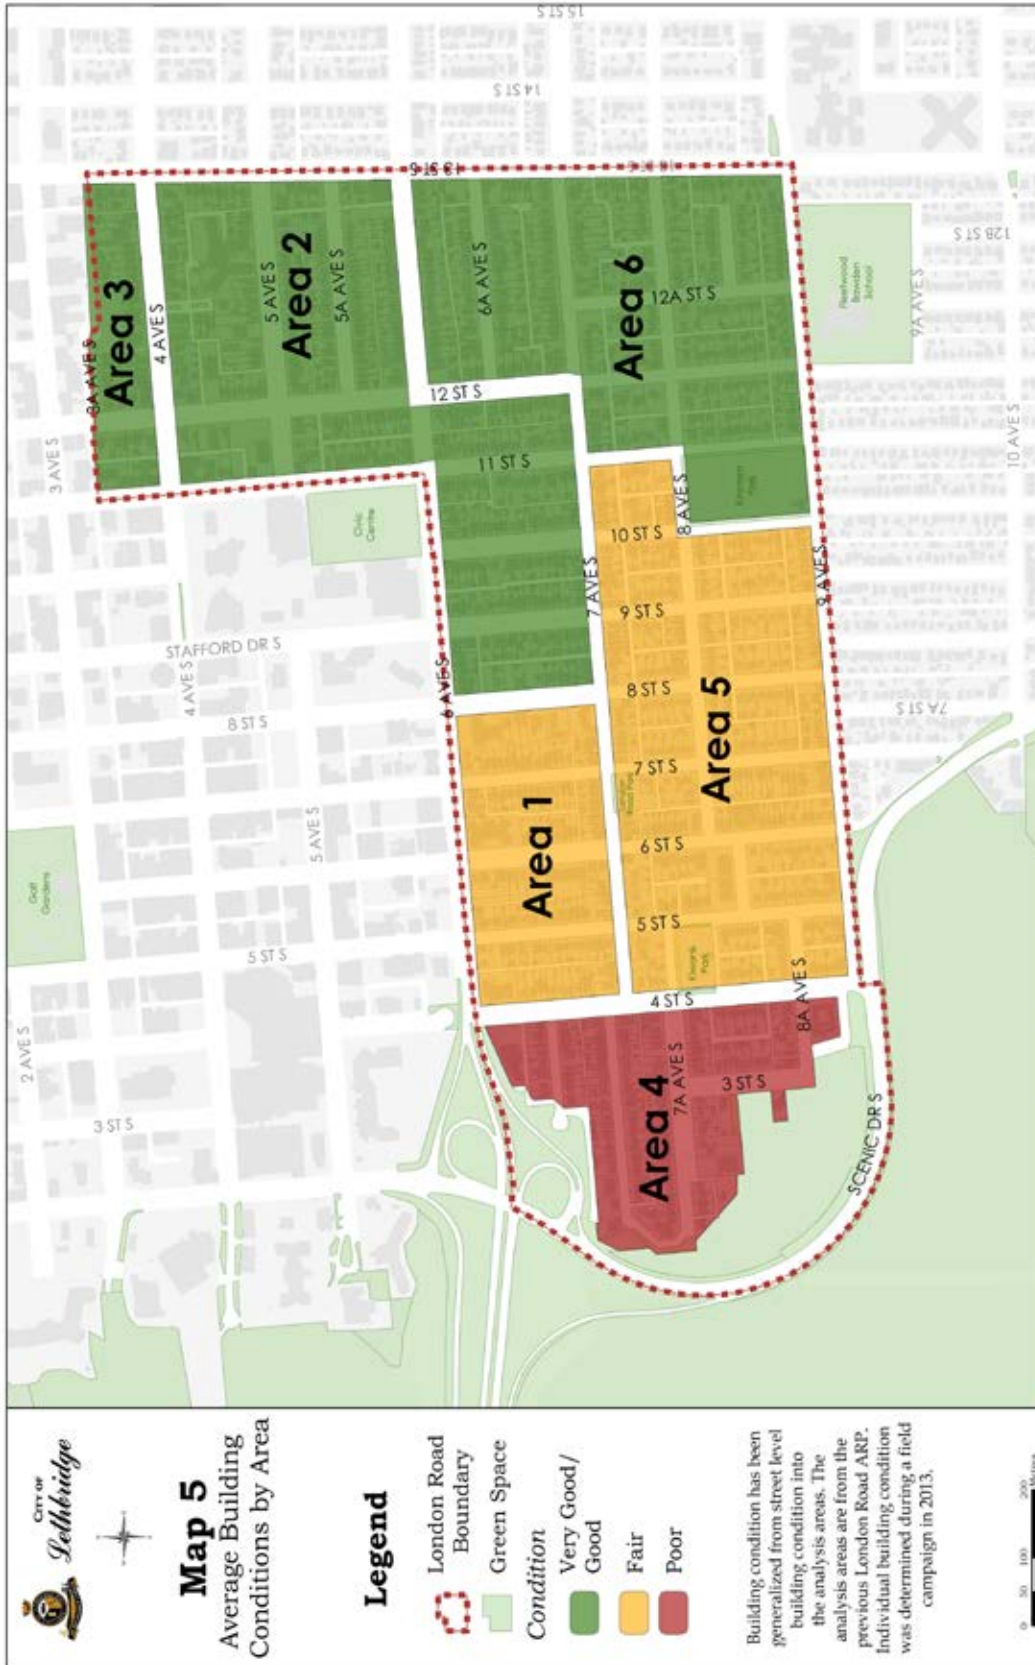 CITY OF
Lethbridge
Map 5
Average Building
Conditions by Area
Legend
London Road
Boundary
Green Space
Condition
Very Good/
Good
Fair
Poor
Building condition has been
generalized from street level
building condition into
the analysis areas. The
analysis areas are from the
previous London Road ARP.
Individual building condition
was determined during a field
campaign in 2013.
0 50 100 200
2 AVE S
3 ST S
Galt
Gardens
5 ST S
5 AVE S
8 ST S
4 AVE S
STAFFORD DR S
3 AVE S
Civic
Centre
3A AVE S
Area 3
4 AVE S
5 AVE S
Area 2
5A AVE S
13 ST S
14 ST S
15 ST S
6 AVE S
12 ST S
11 ST S
6A AVE S
Area 6
12A ST S
Area 1
7 AVE S
10 ST S
8 AVE S
9 ST S
8 ST S
7 ST S
6 ST S
5 ST S
Area 5
Kiwanis
Park
4 ST S
8A AVE S
9 AVE S
Area 4
7A AVE S
3 ST S
SCENIC DR S
7A ST S
Fleetwood
Bawden
School
9A AVE S
12B ST S
10 AVE S